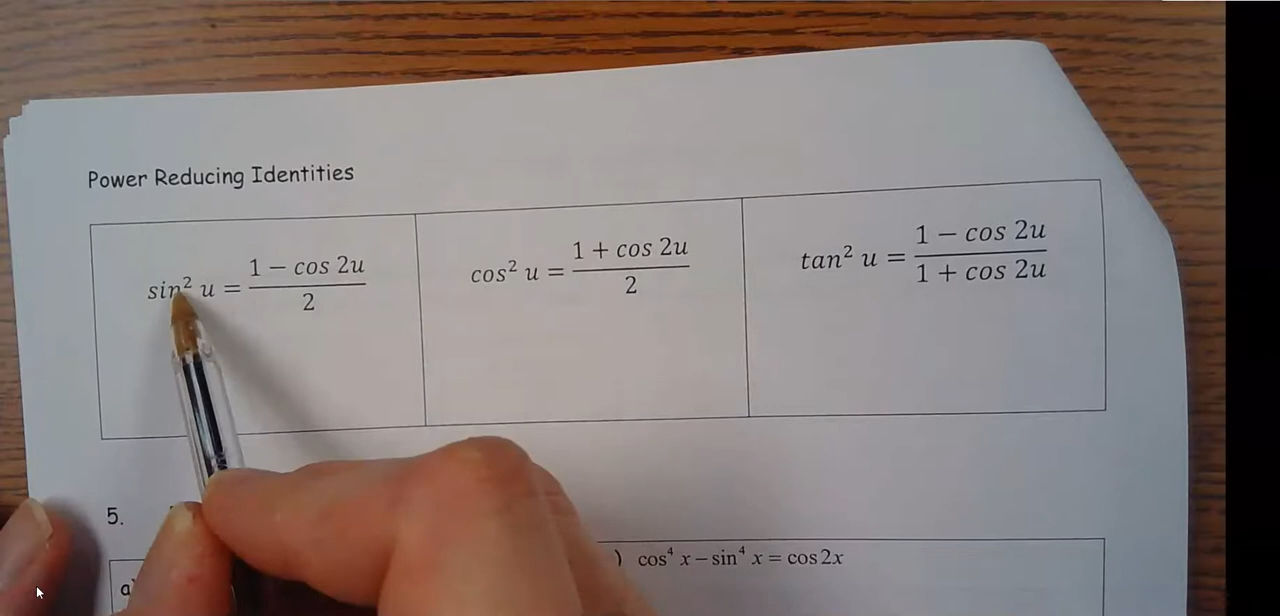 Power Reducing Identities
sin² u = (1 − cos 2u)/2
cos² u = (1 + cos 2u)/2
tan² u = (1 − cos 2u)/(1 + cos 2u)
5.
a)
) cos⁴ x − sin⁴ x = cos 2x